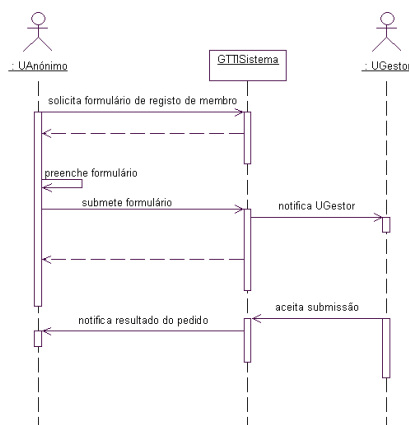 : UAnónimo
GTTISistema
: UGestor
solicita formulário de registo de membro
preenche formulário
submete formulário
notifica UGestor
aceita submissão
notifica resultado do pedido